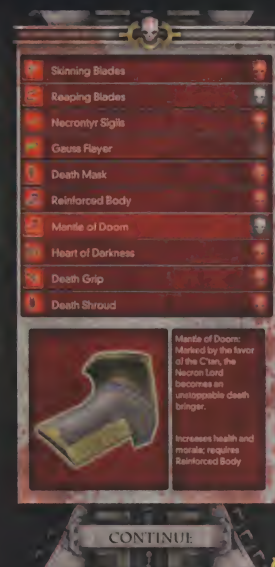 Skinning Blades
Reaping Blades
Necrontyr Sigils
Gauss Flayer
Death Mask
Reinforced Body
Mantle of Doom
Heart of Darkness
Death Grip
Death Shroud
Mantle of Doom:
Marked by the favor
of the C'tan, the
Necron Lord
becomes an
unstoppable death
bringer.
Increases health and
morale; requires
Reinforced Body
CONTINUE